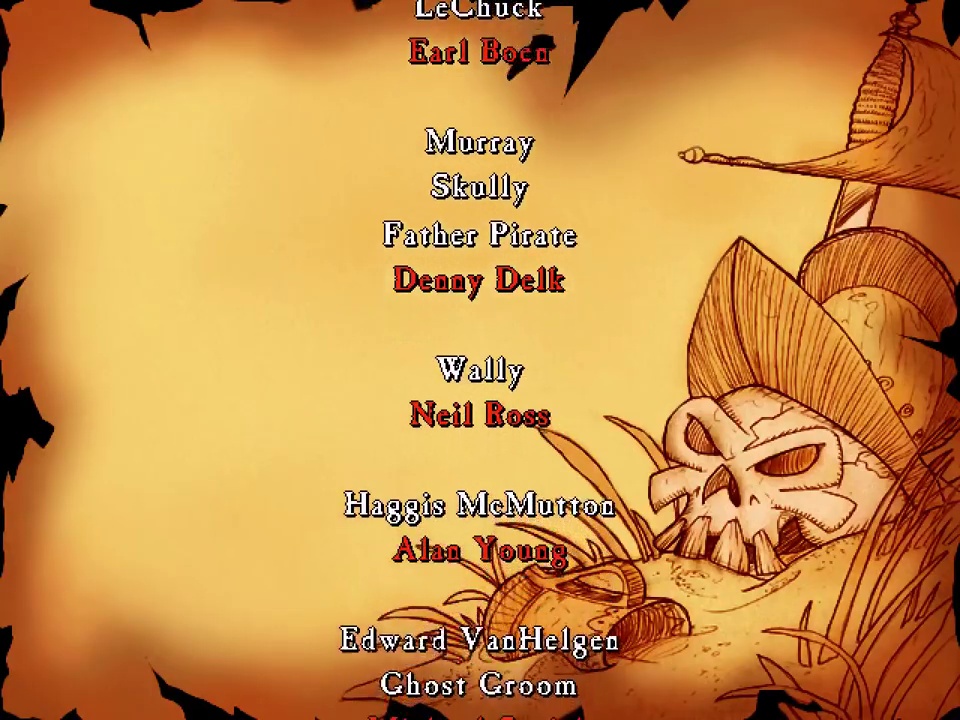 LeChuck
Earl Boen
Murray
Skully
Father Pirate
Denny Delk
Wally
Neil Ross
Haggis McMutton
Alan Young
Edward VanHelgen
Ghost Groom